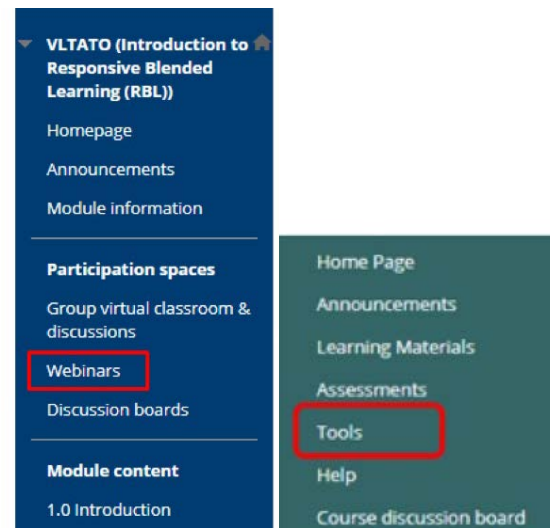 VLTATO (Introduction to
Responsive Blended
Learning (RBL))
Homepage
Announcements
Module information
Participation spaces
Group virtual classroom &
discussions
Webinars
Discussion boards
Module content
1.0 Introduction
Home Page
Announcements
Learning Materials
Assessments
Tools
Help
Course discussion board